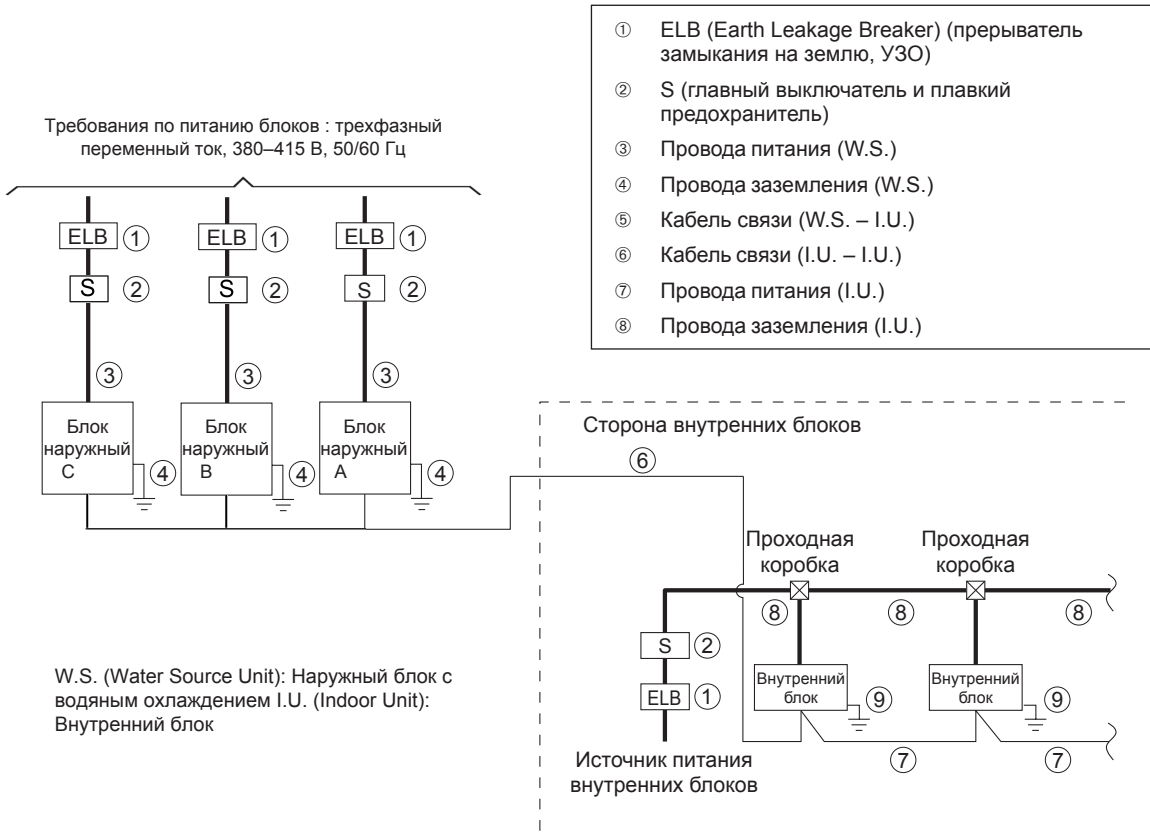 ① ELB (Earth Leakage Breaker) (прерыватель
замыкания на землю, УЗО)
② S (главный выключатель и плавкий
предохранитель)
③ Провода питания (W.S.)
④ Провода заземления (W.S.)
⑤ Кабель связи (W.S. – I.U.)
⑥ Кабель связи (I.U. – I.U.)
⑦ Провода питания (I.U.)
⑧ Провода заземления (I.U.)
Требования по питанию блоков : трехфазный
переменный ток, 380–415 В, 50/60 Гц
ELB ① ELB ① ELB ①
S ② S ② S ②
③ ③ ③
Блок
наружный
C
④
Блок
наружный
B
④
Блок
наружный
A
④
Сторона внутренних блоков
⑥
Проходная
коробка
Проходная
коробка
⑧ ⑧ ⑧
S ②
ELB ①
Внутренний
блок
⑨
Внутренний
блок
⑨
⑦ ⑦
Источник питания
внутренних блоков
W.S. (Water Source Unit): Наружный блок с
водяным охлаждением I.U. (Indoor Unit):
Внутренний блок